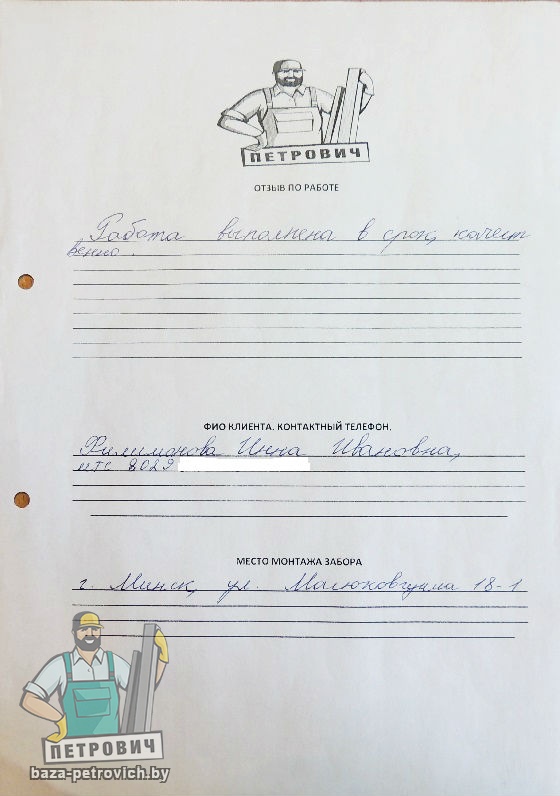 ПЕТРОВИЧ
ОТЗЫВ ПО РАБОТЕ
Работа выполнена в срок, качест
венно.
ФИО КЛИЕНТА. КОНТАКТНЫЙ ТЕЛЕФОН.
Филимонова Инна Ивановна,
мтс 8029
МЕСТО МОНТАЖА ЗАБОРА
г. Минск, ул. 18-1
ПЕТРОВИЧ
baza-petrovich.by